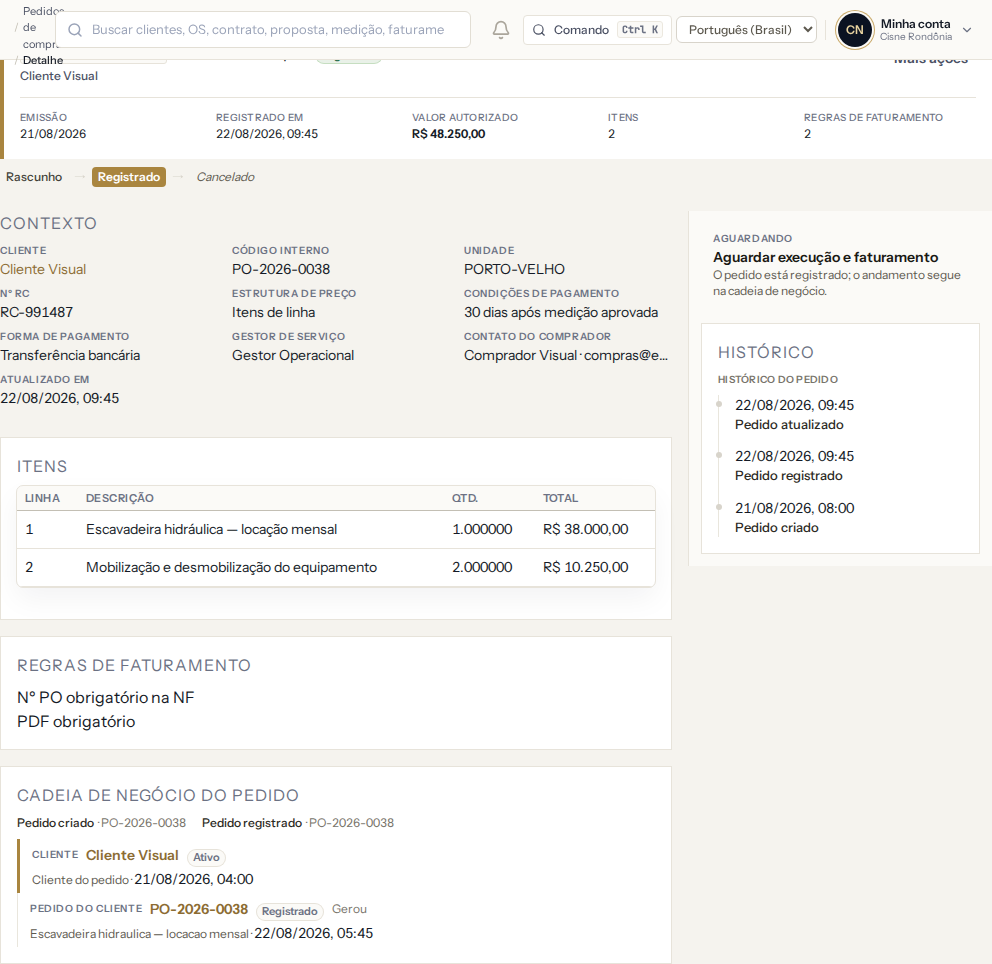 / Pedidos
de
compra
/ Detalhe
Buscar clientes, OS, contrato, proposta, medição, faturame
Comando Ctrl K
Português (Brasil)
CN
Minha conta
Cisne Rondônia
Mais ações
Cliente Visual
EMISSÃO
21/08/2026
REGISTRADO EM
22/08/2026, 09:45
VALOR AUTORIZADO
R$ 48.250,00
ITENS
2
REGRAS DE FATURAMENTO
2
Rascunho → Registrado → Cancelado
CONTEXTO
CLIENTE
Cliente Visual
CÓDIGO INTERNO
PO-2026-0038
UNIDADE
PORTO-VELHO
Nº RC
RC-991487
ESTRUTURA DE PREÇO
Itens de linha
CONDIÇÕES DE PAGAMENTO
30 dias após medição aprovada
FORMA DE PAGAMENTO
Transferência bancária
GESTOR DE SERVIÇO
Gestor Operacional
CONTATO DO COMPRADOR
Comprador Visual · compras@e...
ATUALIZADO EM
22/08/2026, 09:45
AGUARDANDO
Aguardar execução e faturamento
O pedido está registrado; o andamento segue
na cadeia de negócio.
HISTÓRICO
HISTÓRICO DO PEDIDO
22/08/2026, 09:45
Pedido atualizado
22/08/2026, 09:45
Pedido registrado
21/08/2026, 08:00
Pedido criado
ITENS
LINHA DESCRIÇÃO QTD. TOTAL
1 Escavadeira hidráulica — locação mensal 1.000000 R$ 38.000,00
2 Mobilização e desmobilização do equipamento 2.000000 R$ 10.250,00
REGRAS DE FATURAMENTO
Nº PO obrigatório na NF
PDF obrigatório
CADEIA DE NEGÓCIO DO PEDIDO
Pedido criado · PO-2026-0038 Pedido registrado · PO-2026-0038
CLIENTE Cliente Visual Ativo
Cliente do pedido · 21/08/2026, 04:00
PEDIDO DO CLIENTE PO-2026-0038 Registrado Gerou
Escavadeira hidraulica — locacao mensal · 22/08/2026, 05:45